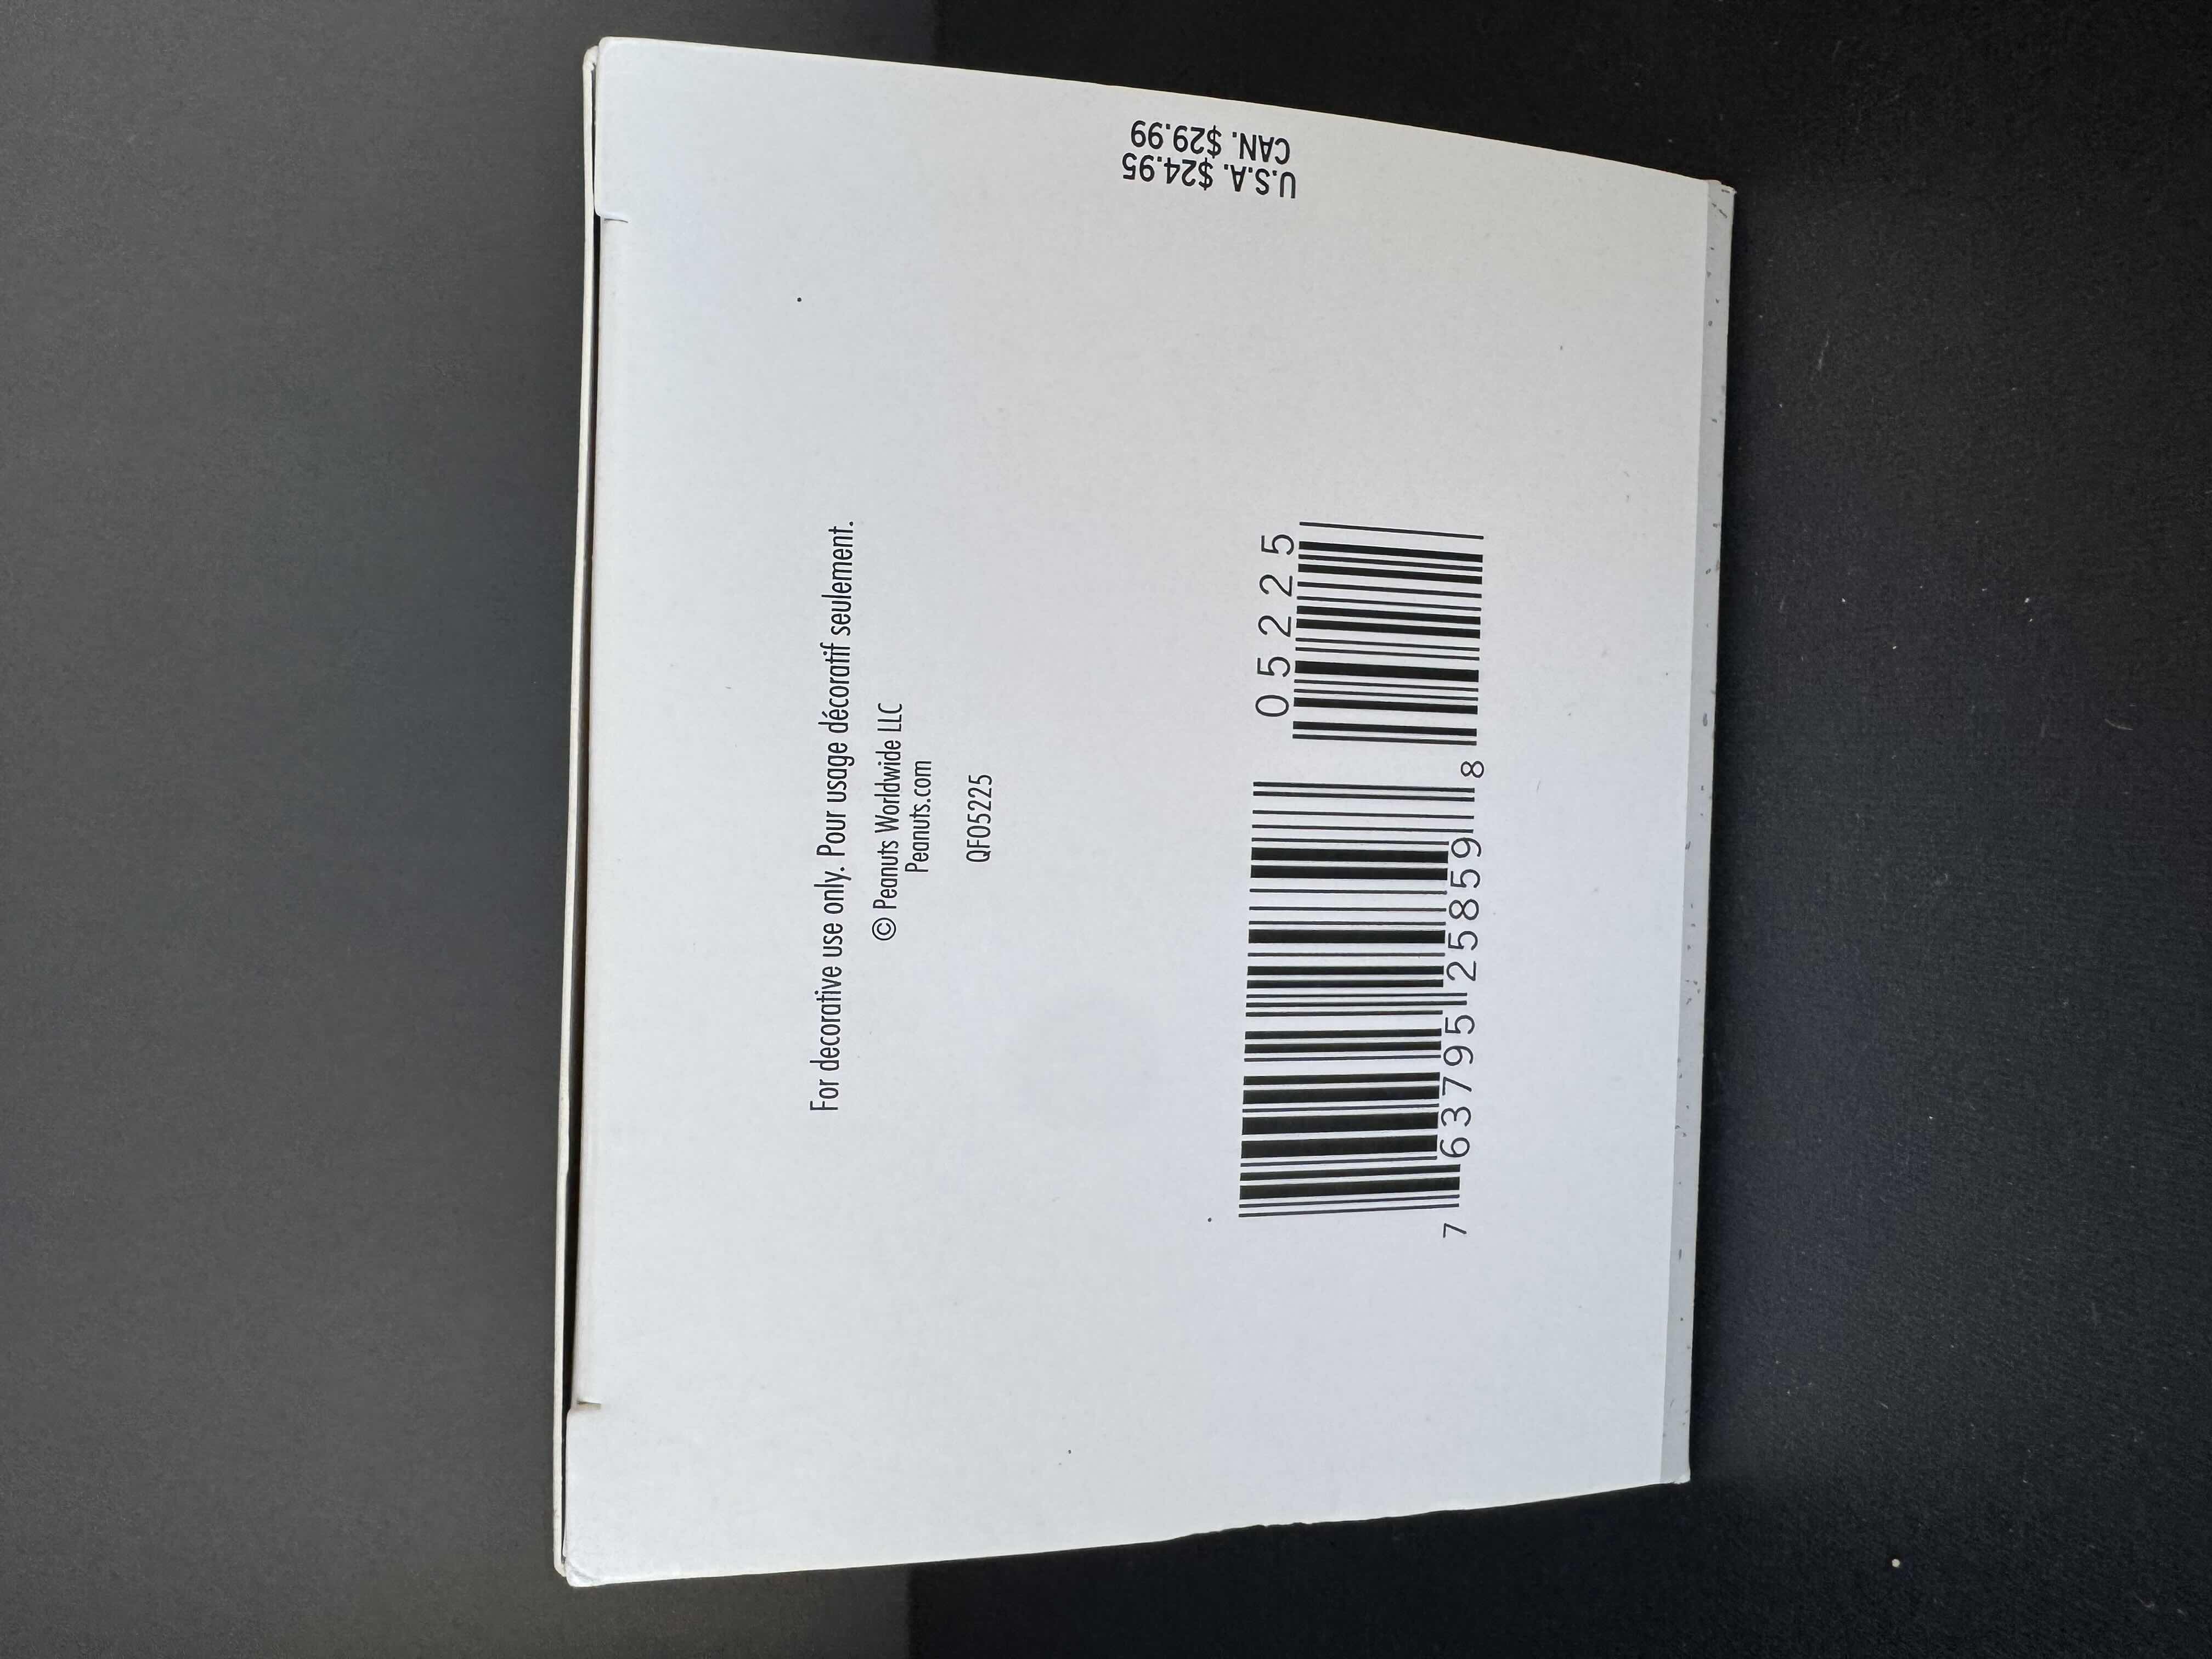 For decorative use only. Pour usage décoratif seulement.
© Peanuts Worldwide LLC
Peanuts.com
QFO5225
7 63795 25859 8
05225
U.S.A. $24.95
CAN. $29.99